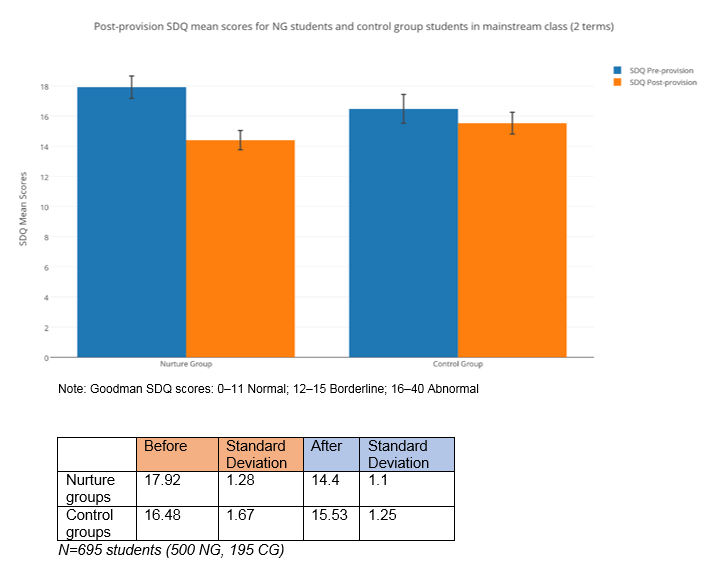 Post-provision SDQ mean scores for NG students and control group students in mainstream class (2 terms)
SDQ Pre-provision
SDQ Post-provision
18
16
14
12
10
8
6
4
2
0
SDQ Mean Scores
Nurture Group
Control Group
Note: Goodman SDQ scores: 0–11 Normal; 12–15 Borderline; 16–40 Abnormal
Before Standard Deviation After Standard Deviation
Nurture groups 17.92 1.28 14.4 1.1
Control groups 16.48 1.67 15.53 1.25
N=695 students (500 NG, 195 CG)